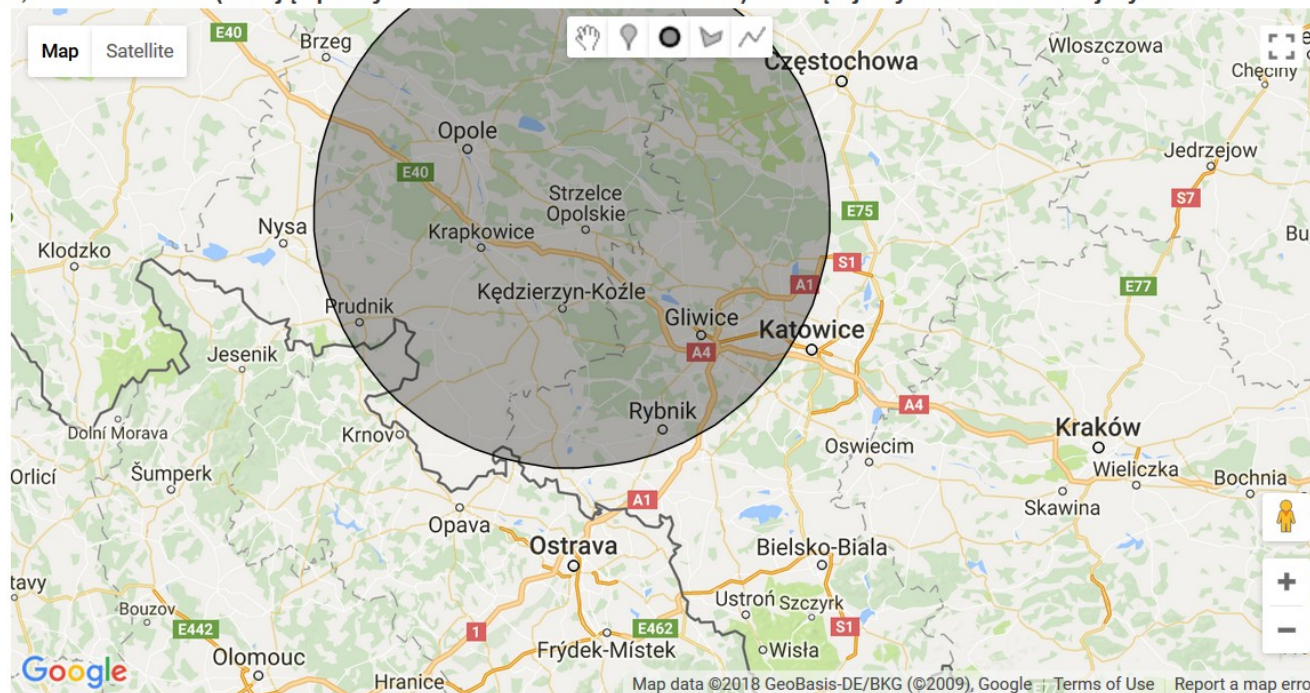 Map Satellite
E40
Brzeg
Częstochowa
Wloszczowa
Chęciny
Opole
Jedrzejow
E40
Strzelce
Opolskie
S7
E75
Nysa
Krapkowice
Klodzko
S1
A1
E77
Kędzierzyn-Koźle
Prudnik
Gliwice
Katowice
A4
Jesenik
A4
Rybnik
Dolní Morava
Krnov
Kraków
Oswiecim
Orlicí
Šumperk
Wieliczka
Bochnia
A1
Skawina
Opava
Ostrava
Bielsko-Biala
tavy
Bouzov
Ustroń Szczyrk
E442
1
E462
S1
Frýdek-Místek
Wisła
Olomouc
Google
Hranice
Map data ©2018 GeoBasis-DE/BKG (©2009), Google Terms of Use Report a map erro